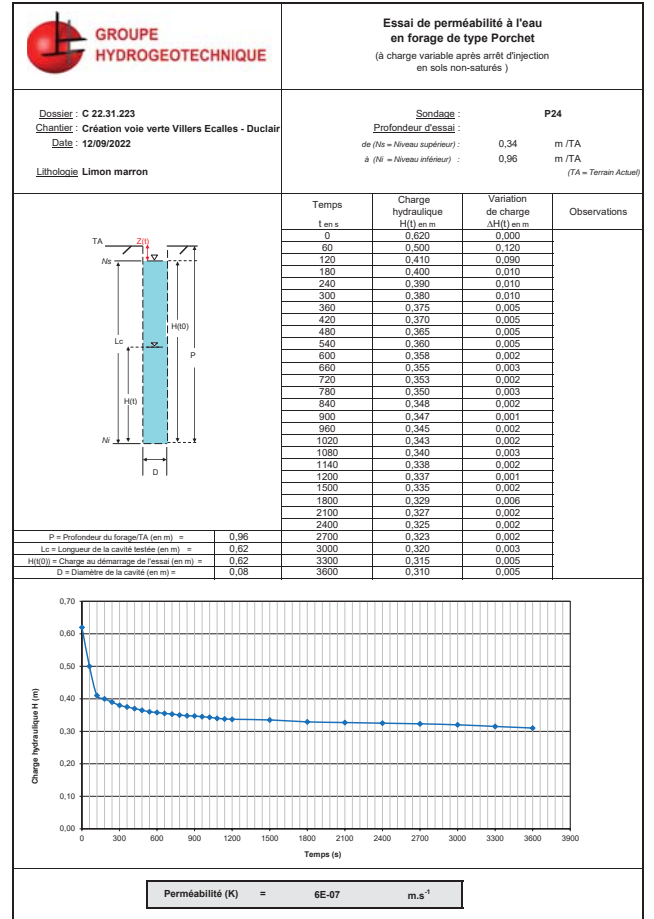 GROUPE
HYDROGEOTECHNIQUE
Essai de perméabilité à l'eau
en forage de type Porchet
(à charge variable après arrêt d'injection
en sols non-saturés )
Dossier : C 22.31.223
Chantier : Création voie verte Villers Ecalles - Duclair
Date : 12/09/2022
Lithologie Limon marron
Sondage : P24
Profondeur d'essai :
de (Ns = Niveau supérieur) : 0,34 m /TA
à (Ni = Niveau inférieur) : 0,96 m /TA
(TA = Terrain Actuel)
TA
Z(t)
Ns
H(t0)
Lc
P
H(t)
Ni
D
Temps Charge Variation Observations
hydraulique de charge
t en s H(t) en m ΔH(t) en m
0 0,620 0,000
60 0,500 0,120
120 0,410 0,090
180 0,400 0,010
240 0,390 0,010
300 0,380 0,010
360 0,375 0,005
420 0,370 0,005
480 0,365 0,005
540 0,360 0,005
600 0,358 0,002
660 0,355 0,003
720 0,353 0,002
780 0,350 0,003
840 0,348 0,002
900 0,347 0,001
960 0,345 0,002
1020 0,343 0,002
1080 0,340 0,003
1140 0,338 0,002
1200 0,337 0,001
1500 0,335 0,002
1800 0,329 0,006
2100 0,327 0,002
2400 0,325 0,002
2700 0,323 0,002
3000 0,320 0,003
3300 0,315 0,005
3600 0,310 0,005
P = Profondeur du forage/TA (en m) = 0,96
Lc = Longueur de la cavité testée (en m) = 0,62
H(t(0)) = Charge au démarrage de l'essai (en m) = 0,62
D = Diamètre de la cavité (en m) = 0,08
Charge hydraulique H (m)
0,70
0,60
0,50
0,40
0,30
0,20
0,10
0,00
0 300 600 900 1200 1500 1800 2100 2400 2700 3000 3300 3600 3900
Temps (s)
Perméabilité (K) = 6E-07 m.s⁻¹